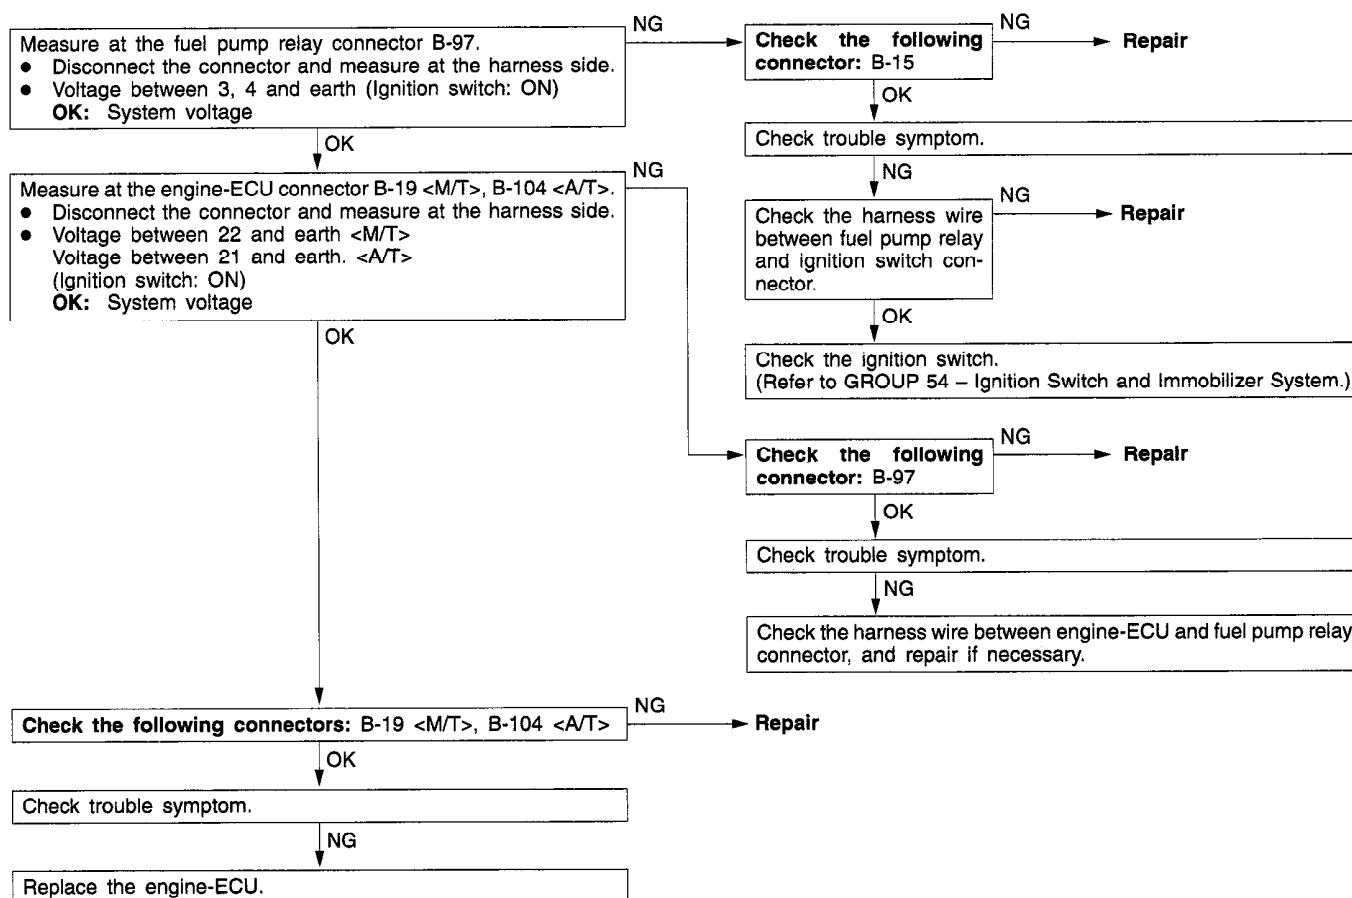 Measure at the fuel pump relay connector B-97.
● Disconnect the connector and measure at the harness side.
● Voltage between 3, 4 and earth (Ignition switch: ON)
OK: System voltage
NG
Check the following
connector: B-15
NG
Repair
OK
Check trouble symptom.
NG
Check the harness wire
between fuel pump relay
and ignition switch con-
nector.
NG
Repair
OK
Check the ignition switch.
(Refer to GROUP 54 – Ignition Switch and Immobilizer System.)
OK
Measure at the engine-ECU connector B-19 <M/T>, B-104 <A/T>.
● Disconnect the connector and measure at the harness side.
● Voltage between 22 and earth <M/T>
Voltage between 21 and earth. <A/T>
(Ignition switch: ON)
OK: System voltage
NG
Check the following
connector: B-97
NG
Repair
OK
Check trouble symptom.
NG
Check the harness wire between engine-ECU and fuel pump relay
connector, and repair if necessary.
OK
Check the following connectors: B-19 <M/T>, B-104 <A/T>
NG
Repair
OK
Check trouble symptom.
NG
Replace the engine-ECU.